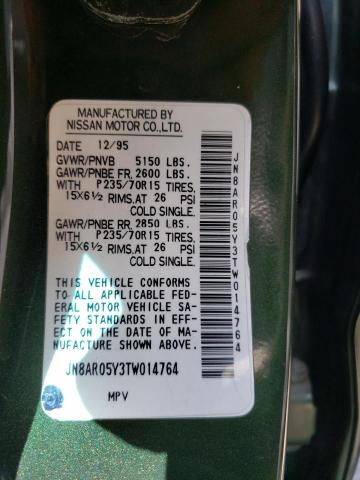 MANUFACTURED BY
NISSAN MOTOR CO., LTD.
DATE 12/95
GVWR/PNVB 5150 LBS.
GAWR/PNBE FR. 2600 LBS.
WITH P235/70R15 TIRES,
15X6½ RIMS, AT 26 PSI
COLD SINGLE.
GAWR/PNBE RR. 2850 LBS.
WITH P235/70R15 TIRES,
15X6½ RIMS, AT 26 PSI
COLD SINGLE.
THIS VEHICLE CONFORMS
TO ALL APPLICABLE FED-
ERAL MOTOR VEHICLE SA-
FETY STANDARDS IN EFF-
ECT ON THE DATE OF MA-
NUFACTURE SHOWN ABOVE.
JN8AR05Y3TW014764
MPV
JN8AR05Y3TW014764